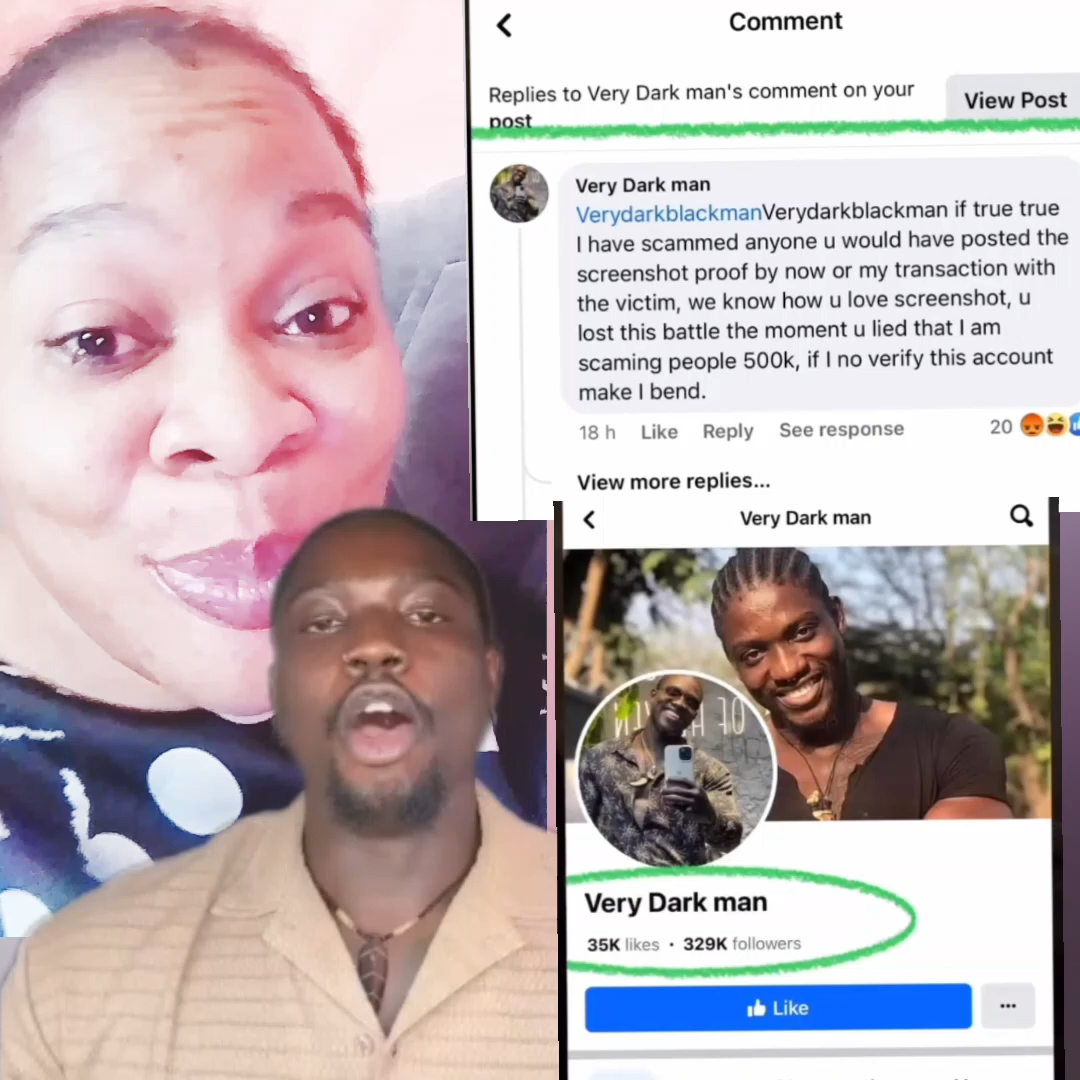 Comment
Replies to Very Dark man's comment on your
post
View Post
Very Dark man
VerydarkblackmanVerydarkblackman if true true
I have scammed anyone u would have posted the
screenshot proof by now or my transaction with
the victim, we know how u love screenshot, u
lost this battle the moment u lied that I am
scaming people 500k, if I no verify this account
make I bend.
18 h Like Reply See response 20
View more replies...
Very Dark man
Very Dark man
35K likes · 329K followers
Like